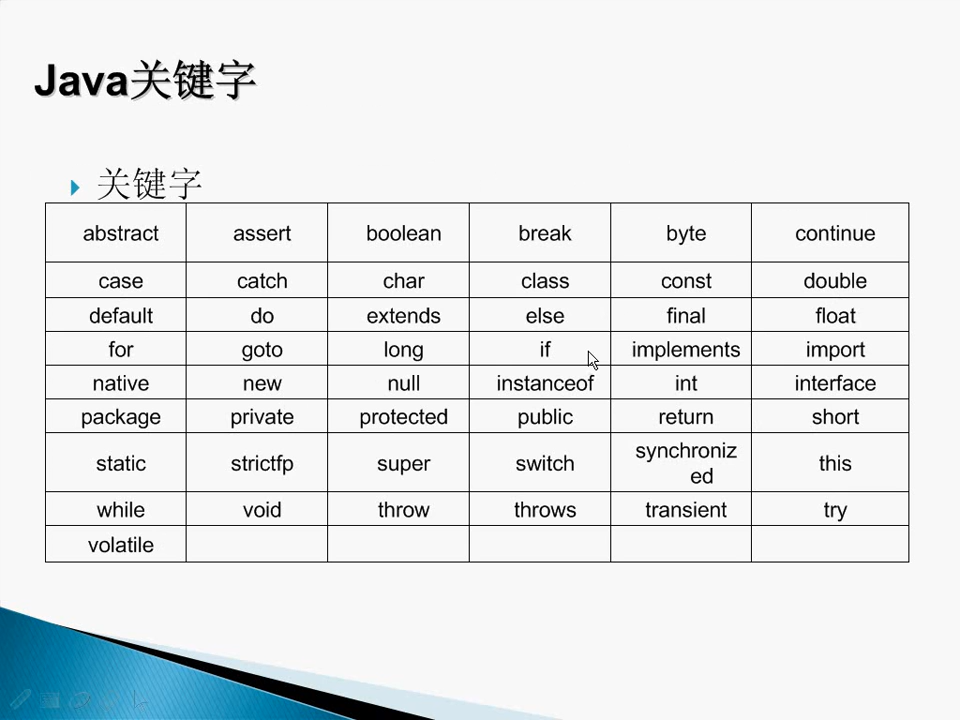 Java关键字
关键字
abstract assert boolean break byte continue
case catch char class const double
default do extends else final float
for goto long if implements import
native new null instanceof int interface
package private protected public return short
static strictfp super switch synchroniz
ed this
while void throw throws transient try
volatile